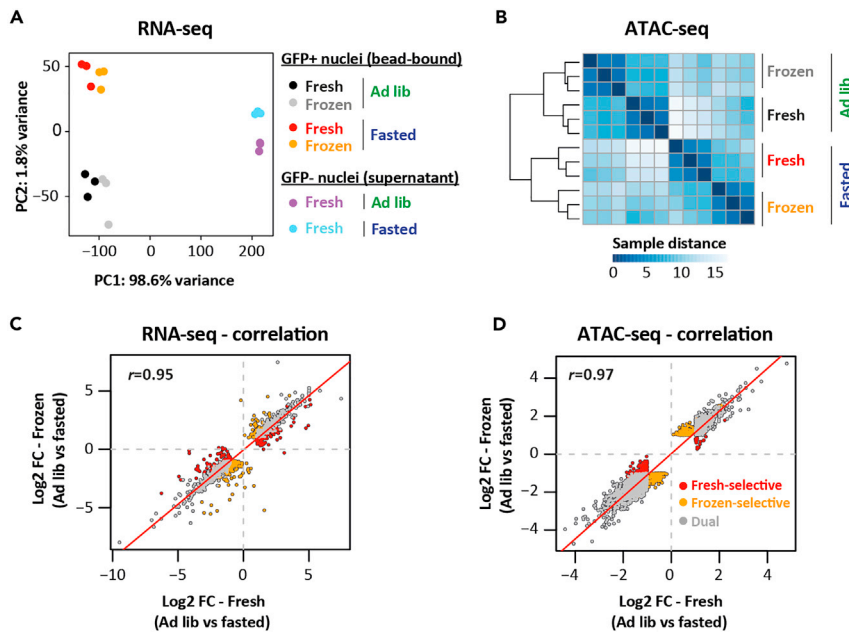 A
RNA-seq
PC2: 1.8% variance
50
0
−50
−100
0
100
200
PC1: 98.6% variance
GFP+ nuclei (bead-bound)
Fresh
Frozen
Ad lib
Fresh
Frozen
Fasted
GFP- nuclei (supernatant)
Fresh
Ad lib
Fresh
Fasted
B
ATAC-seq
Frozen
Fresh
Ad lib
Fresh
Frozen
Fasted
Sample distance
0 5 10 15
C
RNA-seq - correlation
r=0.95
Log2 FC - Frozen
(Ad lib vs fasted)
5
0
−5
−10 −5 0 5
Log2 FC - Fresh
(Ad lib vs fasted)
D
ATAC-seq - correlation
r=0.97
Log2 FC - Frozen
(Ad lib vs fasted)
4
2
0
−2
−4
Fresh-selective
Frozen-selective
Dual
−4 −2 0 2 4
Log2 FC - Fresh
(Ad lib vs fasted)